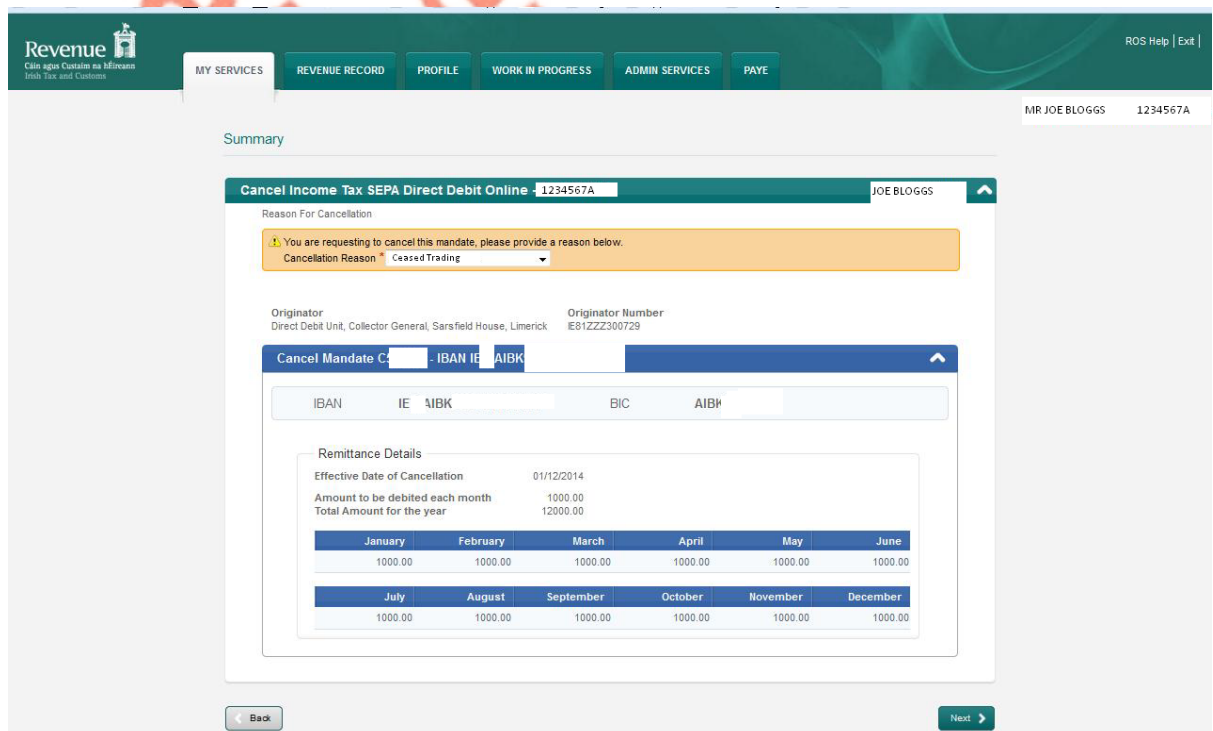 Revenue
Cáin agus Custaim na hÉireann
Irish Tax and Customs
ROS Help | Exit |
MY SERVICES REVENUE RECORD PROFILE WORK IN PROGRESS ADMIN SERVICES PAYE
MR JOE BLOGGS 1234567A
Summary
Cancel Income Tax SEPA Direct Debit Online - 1234567A JOE BLOGGS
Reason For Cancellation
You are requesting to cancel this mandate, please provide a reason below.
Cancellation Reason * Ceased Trading
Originator Originator Number
Direct Debit Unit, Collector General, Sarsfield House, Limerick IE81ZZZ300729
Cancel Mandate C - IBAN IE AIBK
IBAN IE AIBK BIC AIBK
Remittance Details
Effective Date of Cancellation 01/12/2014
Amount to be debited each month 1000.00
Total Amount for the year 12000.00
January February March April May June
1000.00 1000.00 1000.00 1000.00 1000.00 1000.00
July August September October November December
1000.00 1000.00 1000.00 1000.00 1000.00 1000.00
Back Next